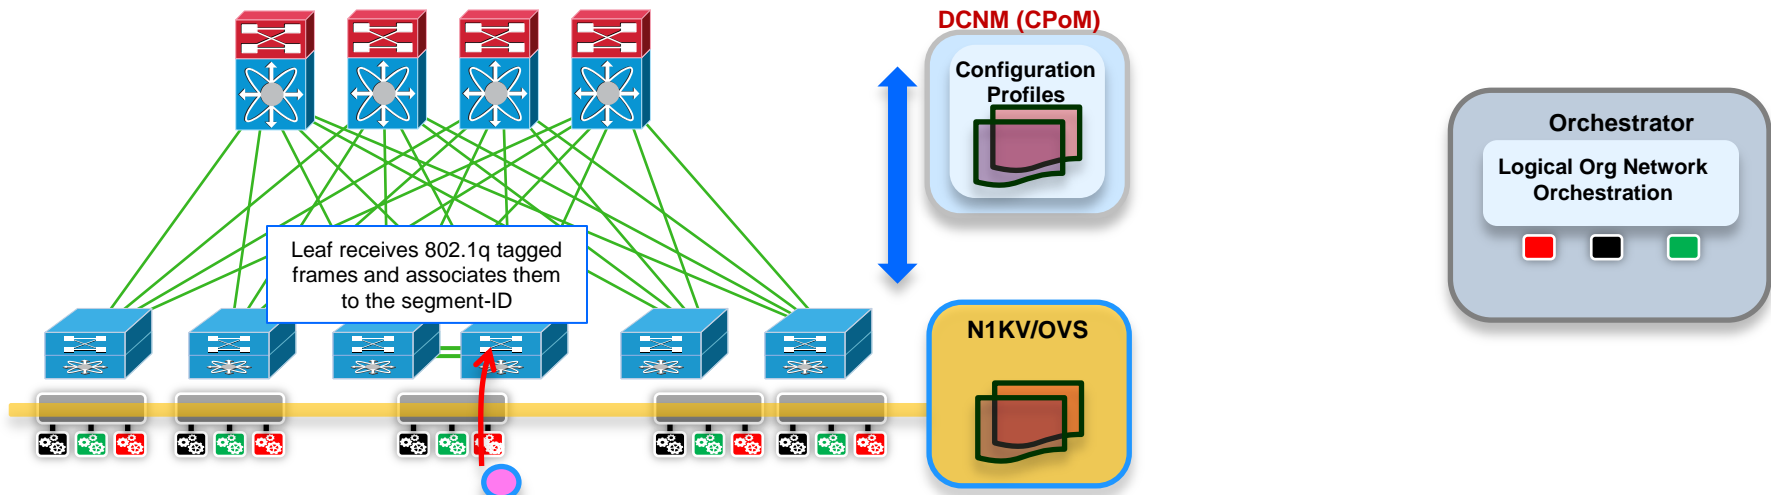 DCNM (CPoM)
Configuration
Profiles
Orchestrator
Logical Org Network
Orchestration
Leaf receives 802.1q tagged
frames and associates them
to the segment-ID
N1KV/OVS